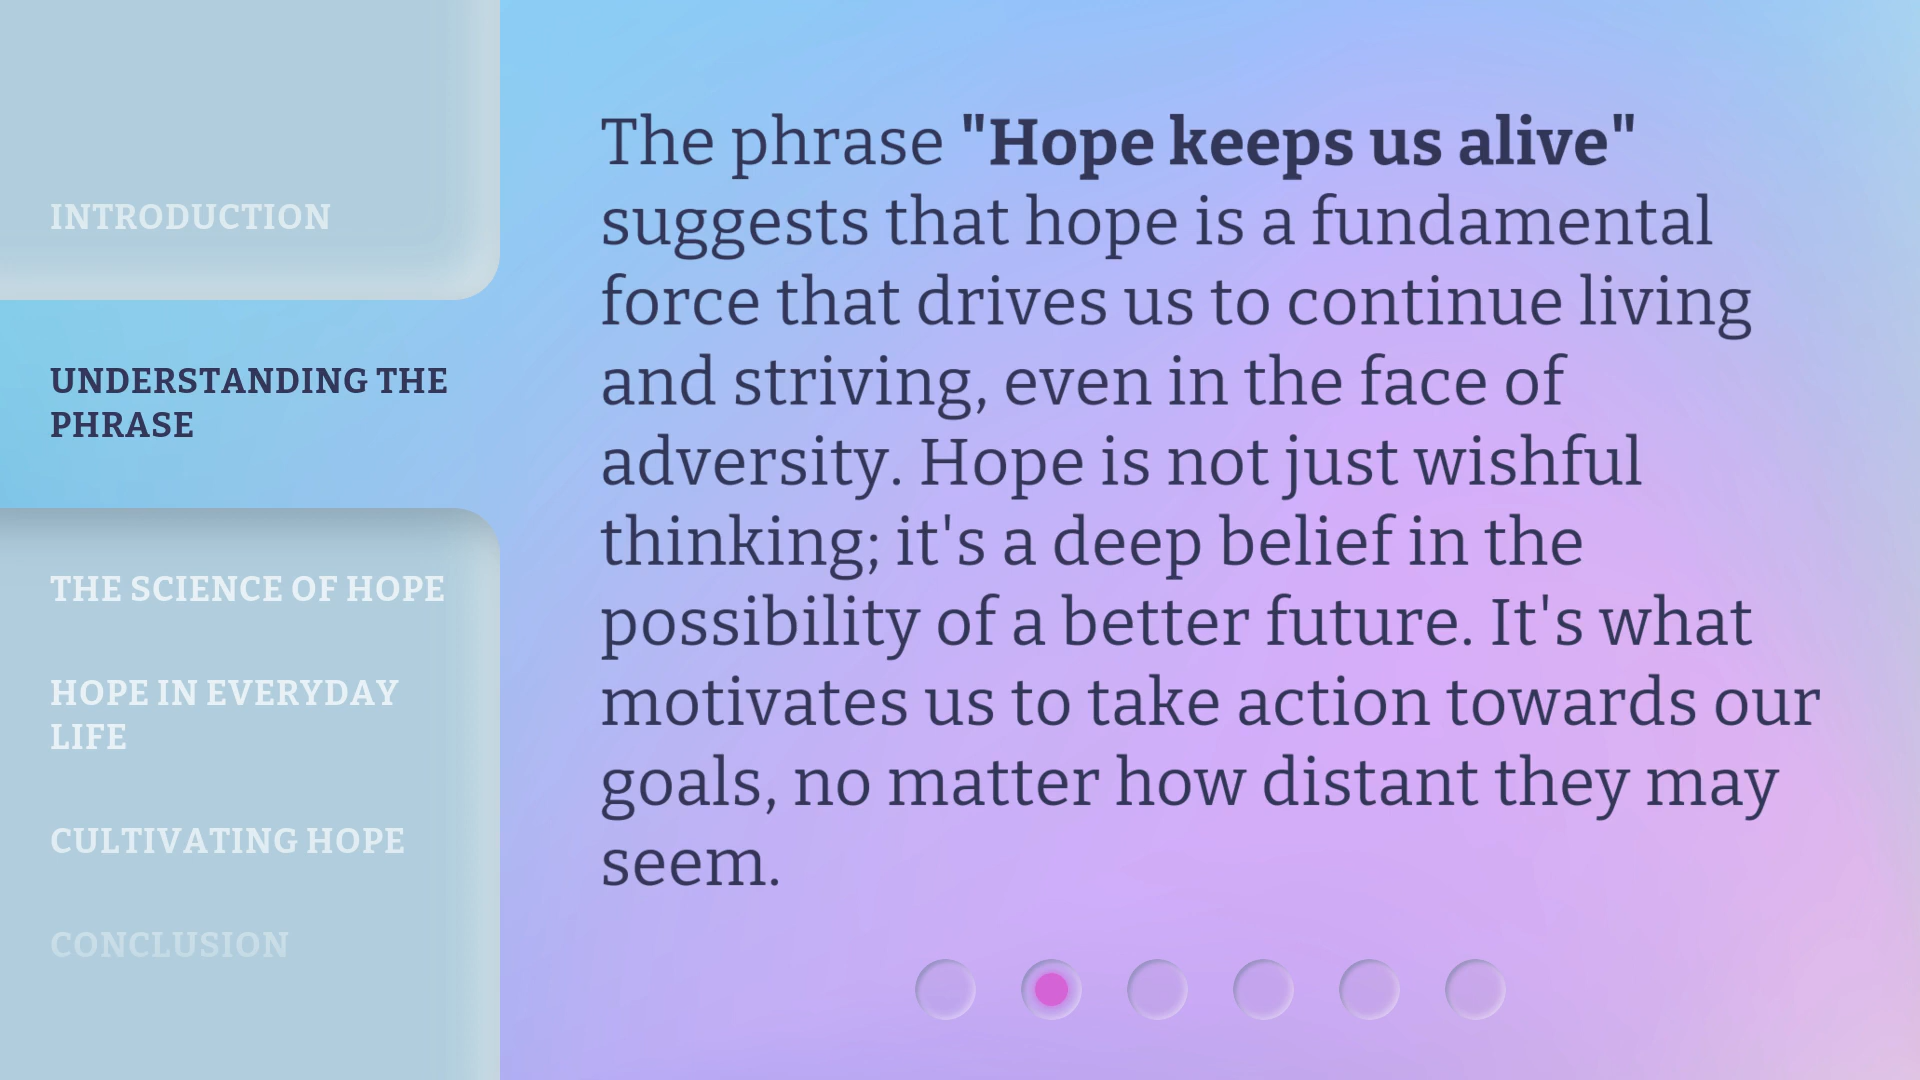 INTRODUCTION
UNDERSTANDING THE
PHRASE
THE SCIENCE OF HOPE
HOPE IN EVERYDAY
LIFE
CULTIVATING HOPE
CONCLUSION
The phrase "Hope keeps us alive"
suggests that hope is a fundamental
force that drives us to continue living
and striving, even in the face of
adversity. Hope is not just wishful
thinking; it's a deep belief in the
possibility of a better future. It's what
motivates us to take action towards our
goals, no matter how distant they may
seem.